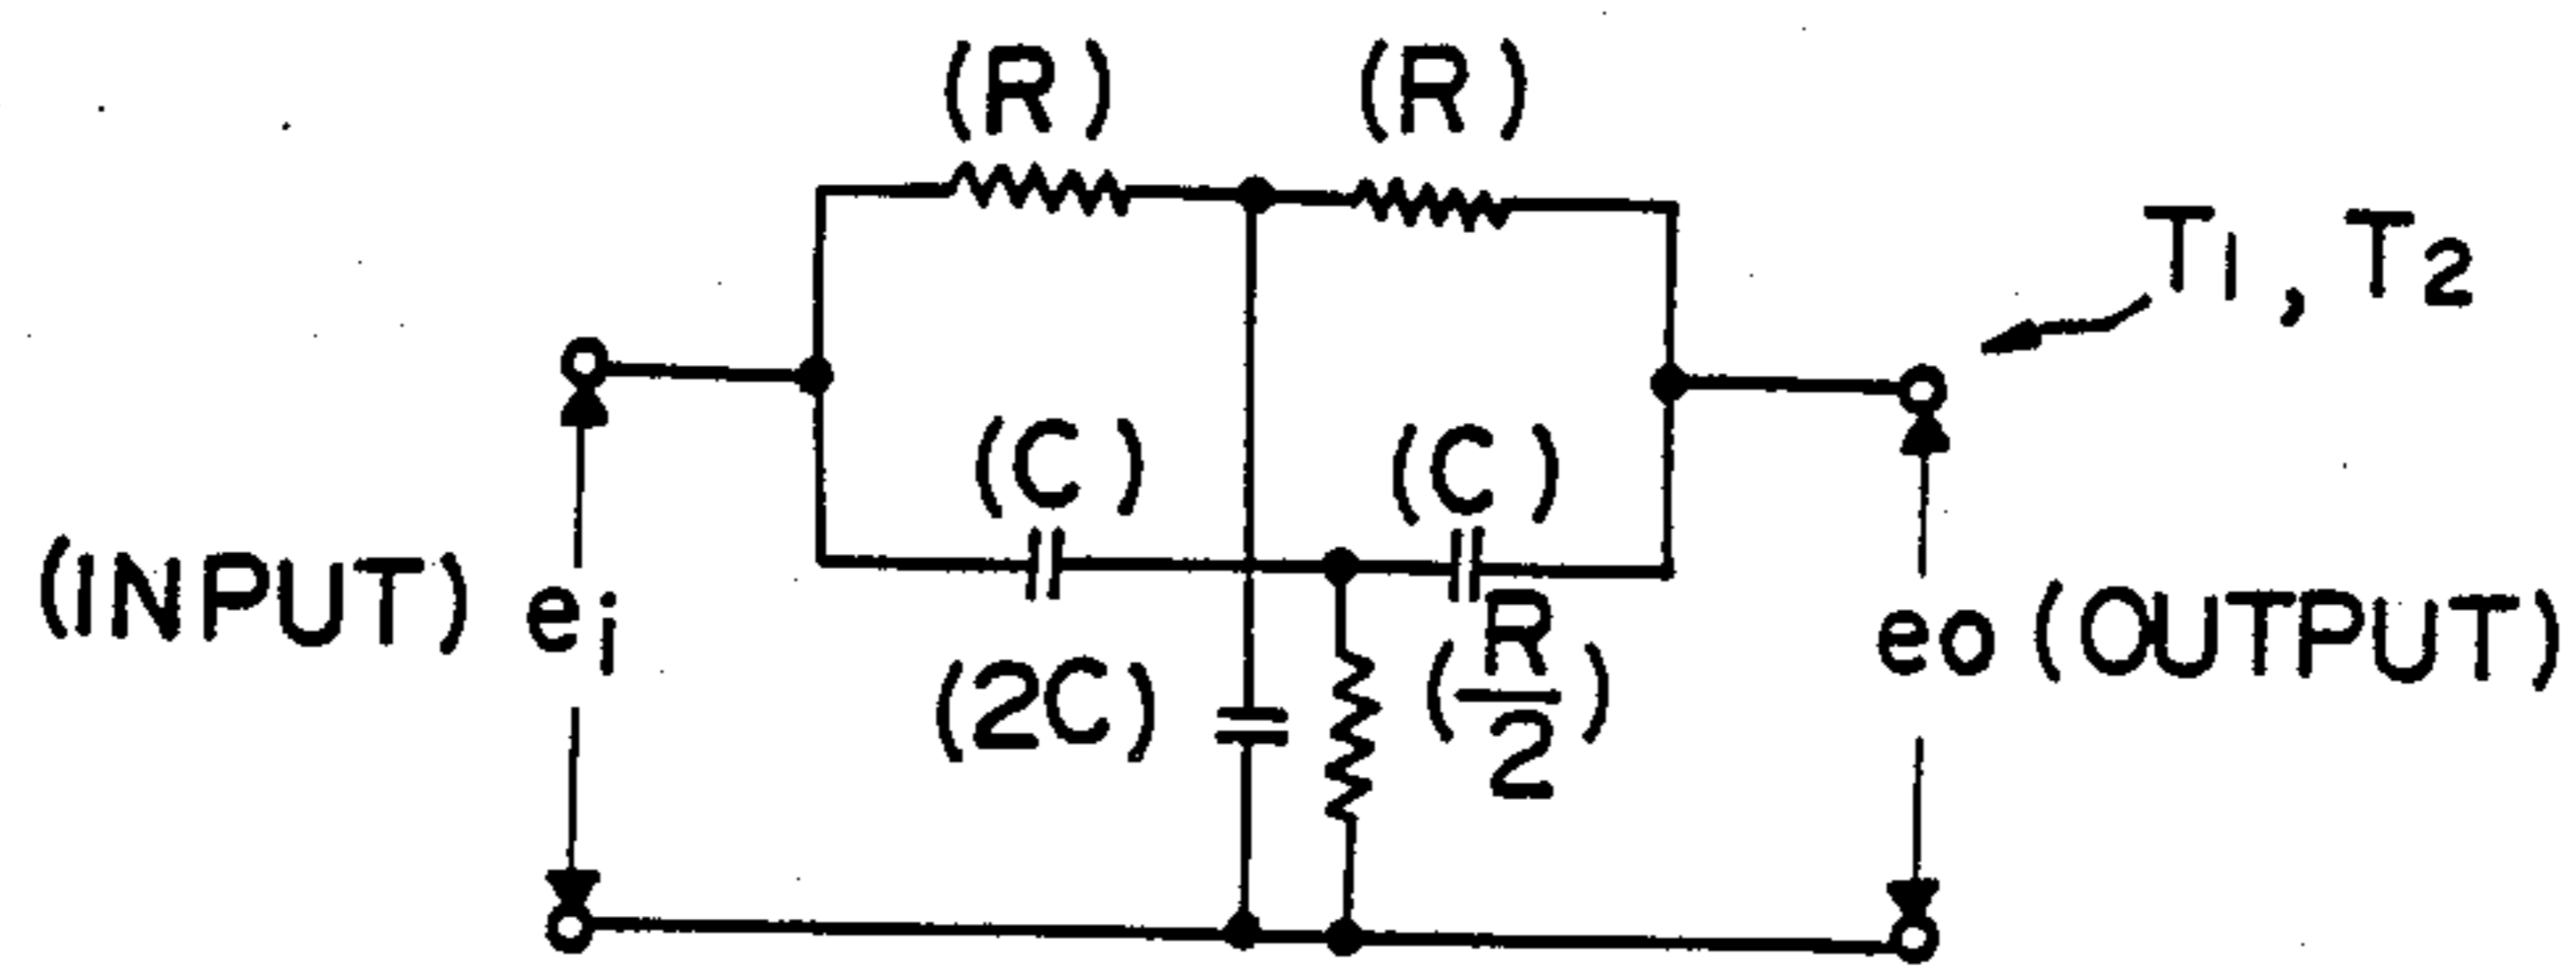 (R) (R)
T1, T2
(C) (C)
(INPUT) ei
(2C) (R/2)
eo (OUTPUT)